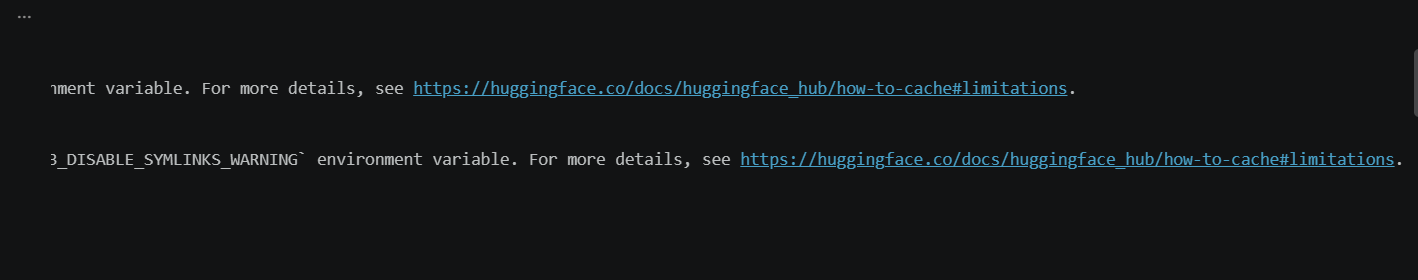 ...
nment variable. For more details, see https://huggingface.co/docs/huggingface_hub/how-to-cache#limitations.
B_DISABLE_SYMLINKS_WARNING` environment variable. For more details, see https://huggingface.co/docs/huggingface_hub/how-to-cache#limitations.